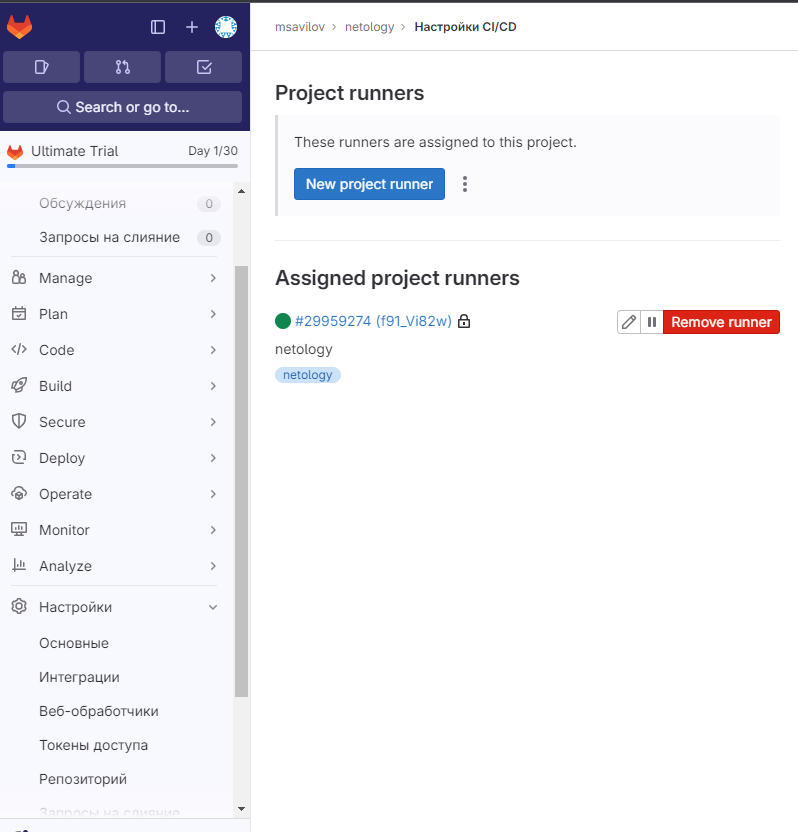 Search or go to...
Ultimate Trial Day 1/30
Обсуждения 0
Запросы на слияние 0
Manage
Plan
Code
Build
Secure
Deploy
Operate
Monitor
Analyze
Настройки
Основные
Интеграции
Веб-обработчики
Токены доступа
Репозиторий
Запросы на слияние
msavilov › netology › Настройки CI/CD
Project runners
These runners are assigned to this project.
New project runner
Assigned project runners
#29959274 (f91_Vi82w) Remove runner
netology
netology